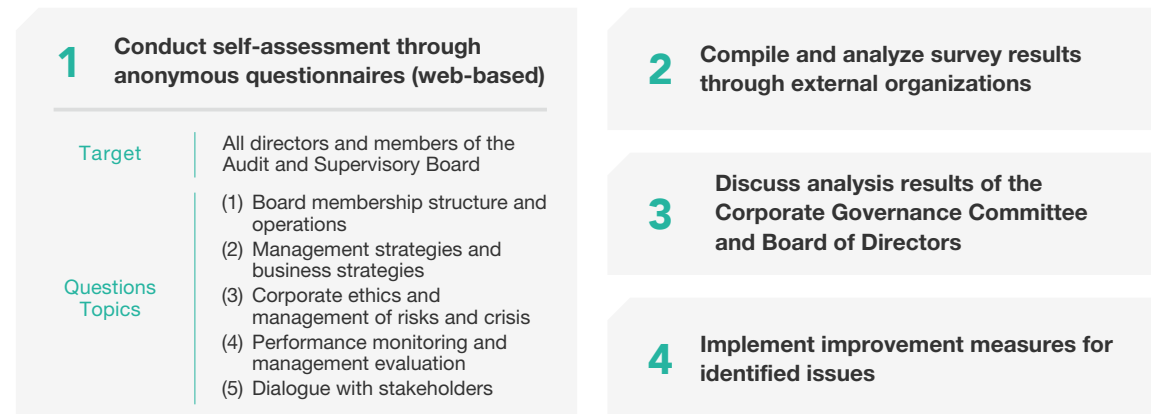 1
Conduct self-assessment through
anonymous questionnaires (web-based)
Target
All directors and members of the
Audit and Supervisory Board
Questions
Topics
(1) Board membership structure and
operations
(2) Management strategies and
business strategies
(3) Corporate ethics and
management of risks and crisis
(4) Performance monitoring and
management evaluation
(5) Dialogue with stakeholders
2
Compile and analyze survey results
through external organizations
3
Discuss analysis results of the
Corporate Governance Committee
and Board of Directors
4
Implement improvement measures for
identified issues